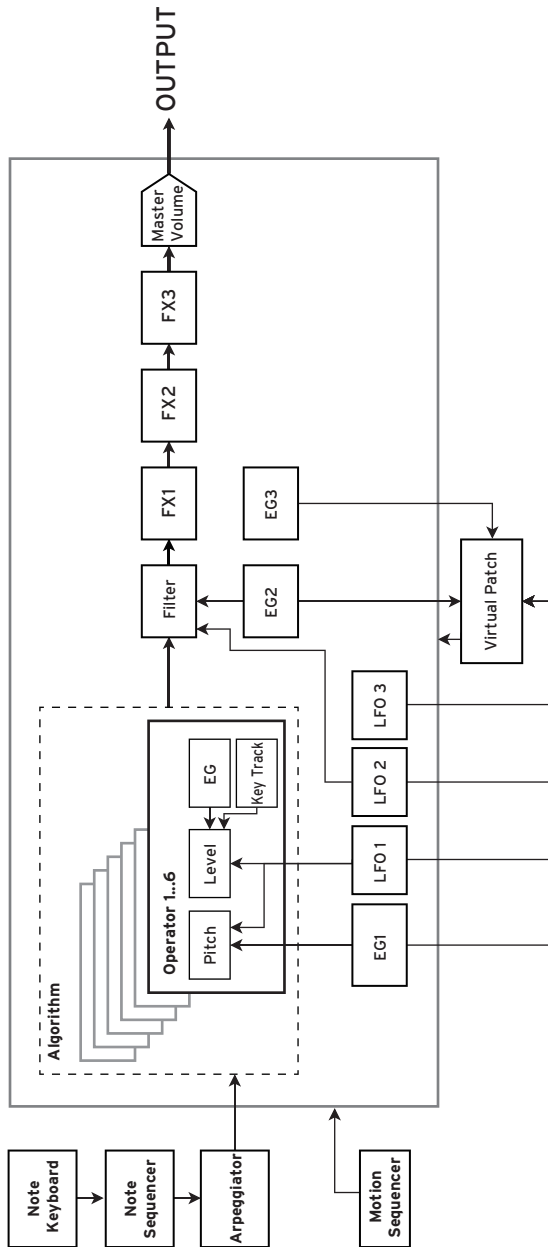 Note
Keyboard
Note
Sequencer
Arpeggiator
Motion
Sequencer
Algorithm
Operator 1...6
Pitch
Level
EG
Key Track
EG1
LFO 1
LFO 2
LFO 3
Filter
EG2
EG3
Virtual Patch
FX1
FX2
FX3
Master
Volume
OUTPUT